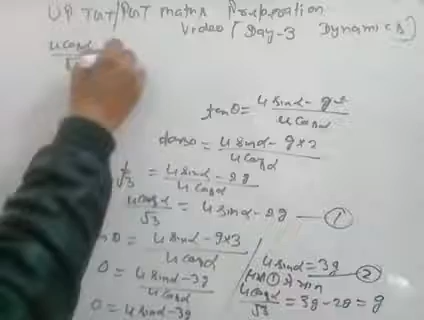 UP TGT/PGT maths Preparation
Video [Day-3 Dynamics]
u cosα
tanθ = u sinα - gt / u cosα
tan30 = u sinα - g×2 / u cosα
1/√3 = u sinα - 2g / u cosα
u cosα / √3 = u sinα - 2g — ①
θ = u sinα - g×3 / u cosα
0 = u sinα - 3g / u cosα
0 = u sinα - 3g
u sinα = 3g — ②
① से
u cosα / √3 = 3g - 2g = g